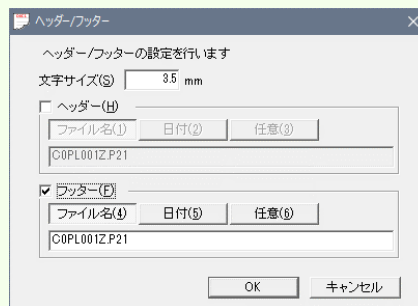 ヘッダー/フッター
ヘッダー/フッターの設定を行います
文字サイズ(S) 3.5 mm
ヘッダー(H)
ファイル名(1) 日付(2) 任意(3)
C0PL001Z.P21
フッター(F)
ファイル名(4) 日付(5) 任意(6)
C0PL001Z.P21
OK キャンセル